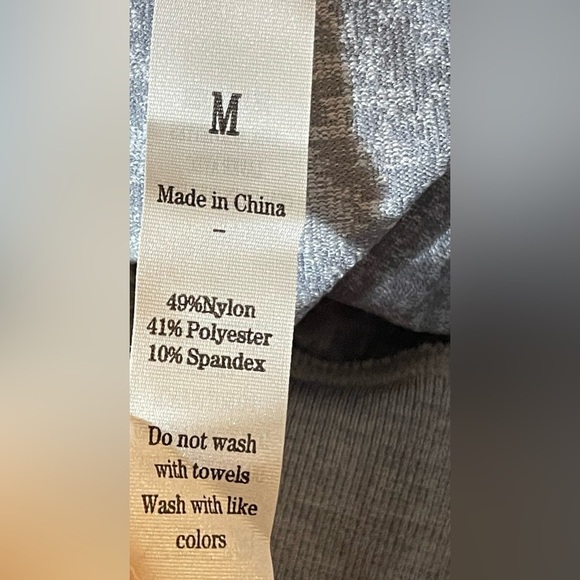 M
Made in China
-
49%Nylon
41% Polyester
10% Spandex
Do not wash
with towels
Wash with like
colors